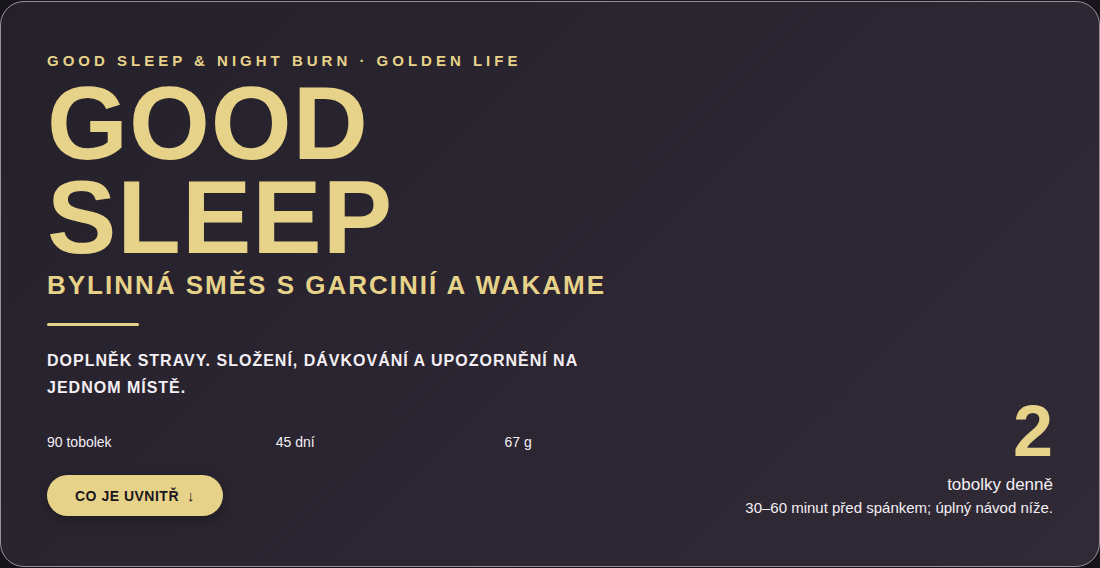 GOOD SLEEP & NIGHT BURN · GOLDEN LIFE
GOOD
SLEEP
BYLINNÁ SMĚS S GARCINIÍ A WAKAME
DOPLNĚK STRAVY. SLOŽENÍ, DÁVKOVÁNÍ A UPOZORNĚNÍ NA
JEDNOM MÍSTĚ.
90 tobolek
45 dní
67 g
CO JE UVNITŘ ↓
2
tobolky denně
30–60 minut před spánkem; úplný návod níže.